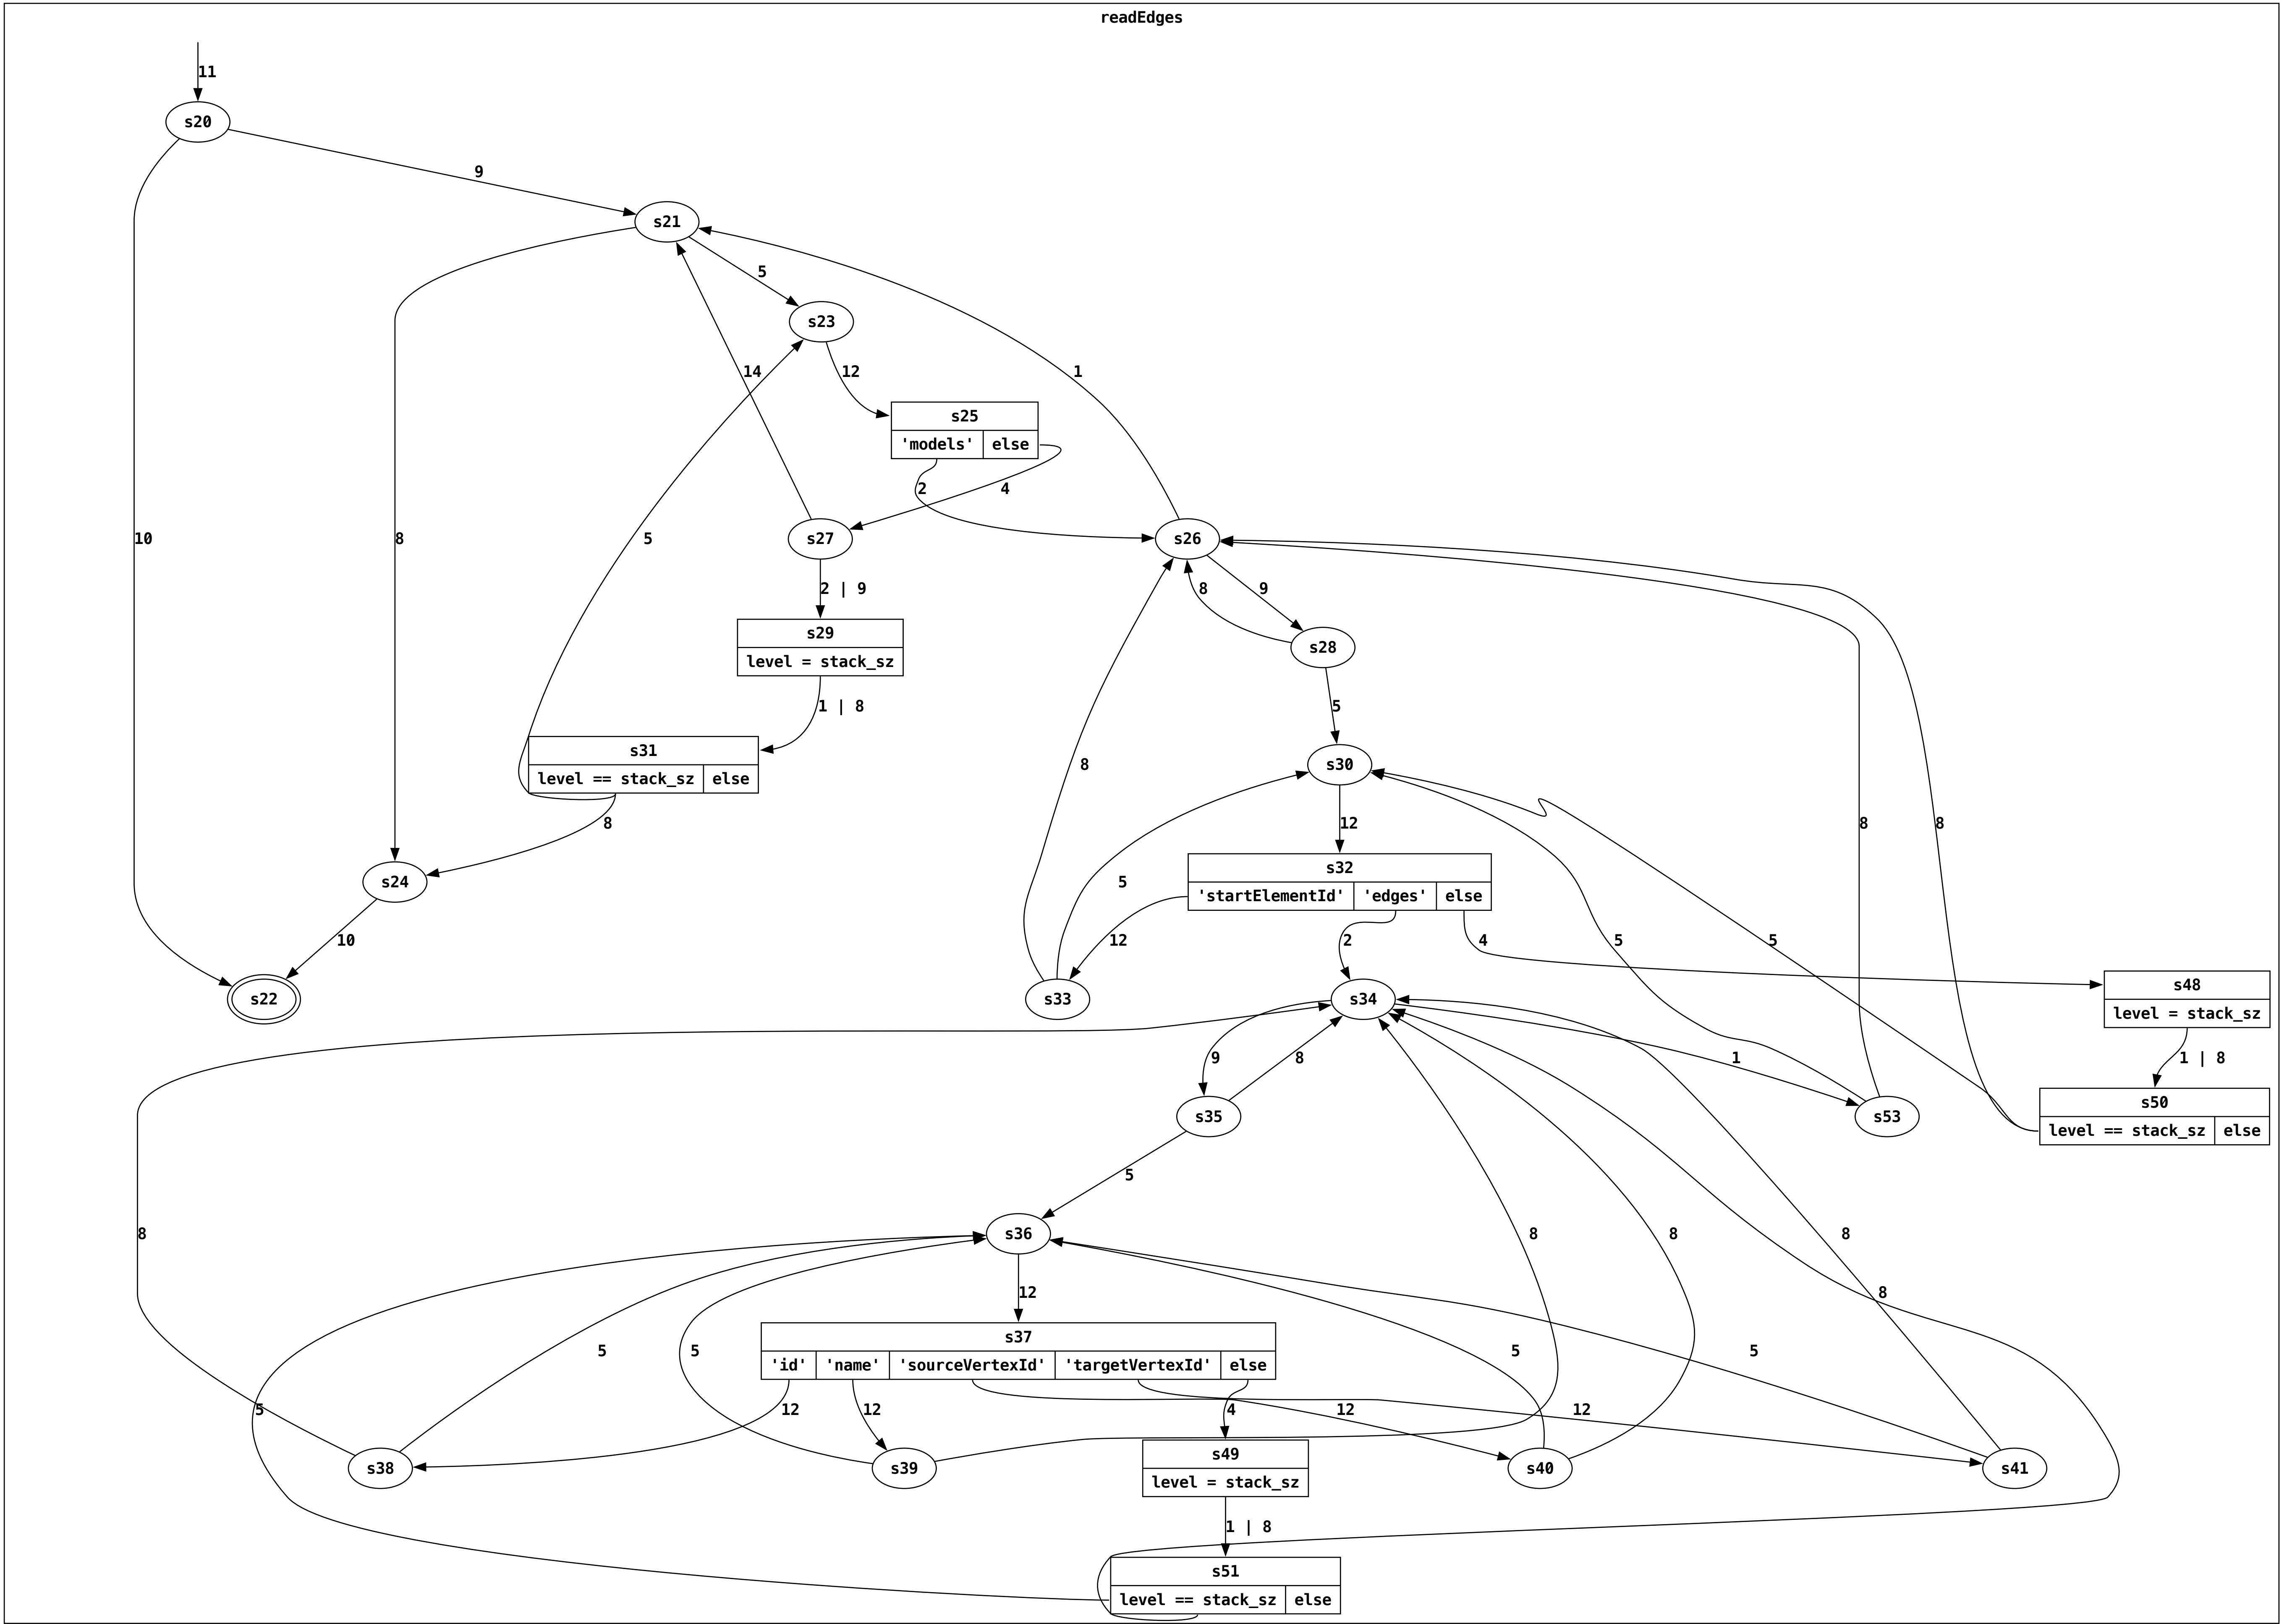 readEdges
11
s20
9
s21
5
s23
14
12
1
s25
'models' else
2
4
10
8
5
s27
s26
2 | 9
8
9
s29
level = stack_sz
s28
1 | 8
5
s31
level == stack_sz else
8
s30
8
12
8
8
s32
'startElementId' 'edges' else
s24
5
10
12
2
4
5
5
s22
s33
s34
s48
level = stack_sz
9
8
1
1 | 8
s35
s53
s50
level == stack_sz else
5
8
s36
8
8
8
12
8
s37
'id' 'name' 'sourceVertexId' 'targetVertexId' else
5
5
5
5
5
12
12
4
12
12
s38
s39
s49
level = stack_sz
s40
s41
1 | 8
s51
level == stack_sz else